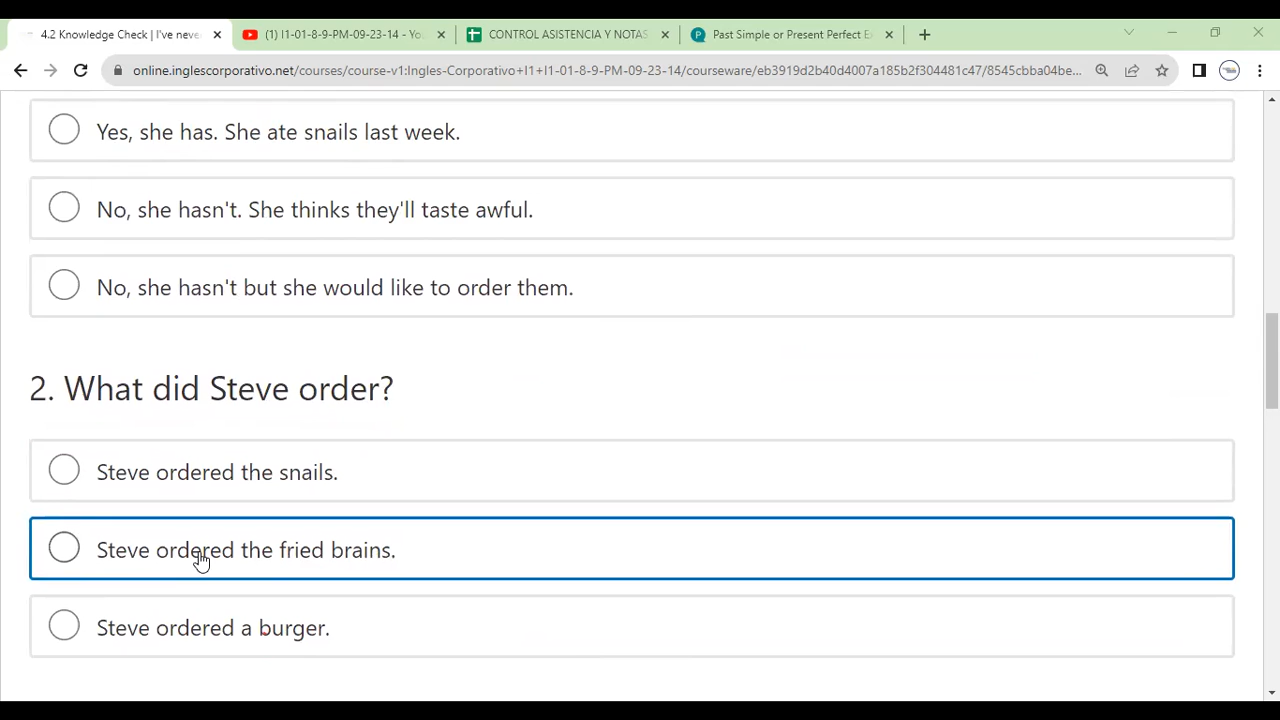 4.2 Knowledge Check | I've neve
(1) I1-01-8-9-PM-09-23-14 - Yo
CONTROL ASISTENCIA Y NOTAS
Past Simple or Present Perfect E
online.inglescorporativo.net/courses/course-v1:Ingles-Corporativo+I1+I1-01-8-9-PM-09-23-14/courseware/eb3919d2b40d4007a185b2f304481c47/8545cbba04be...
Yes, she has. She ate snails last week.
No, she hasn't. She thinks they'll taste awful.
No, she hasn't but she would like to order them.
2. What did Steve order?
Steve ordered the snails.
Steve ordered the fried brains.
Steve ordered a burger.